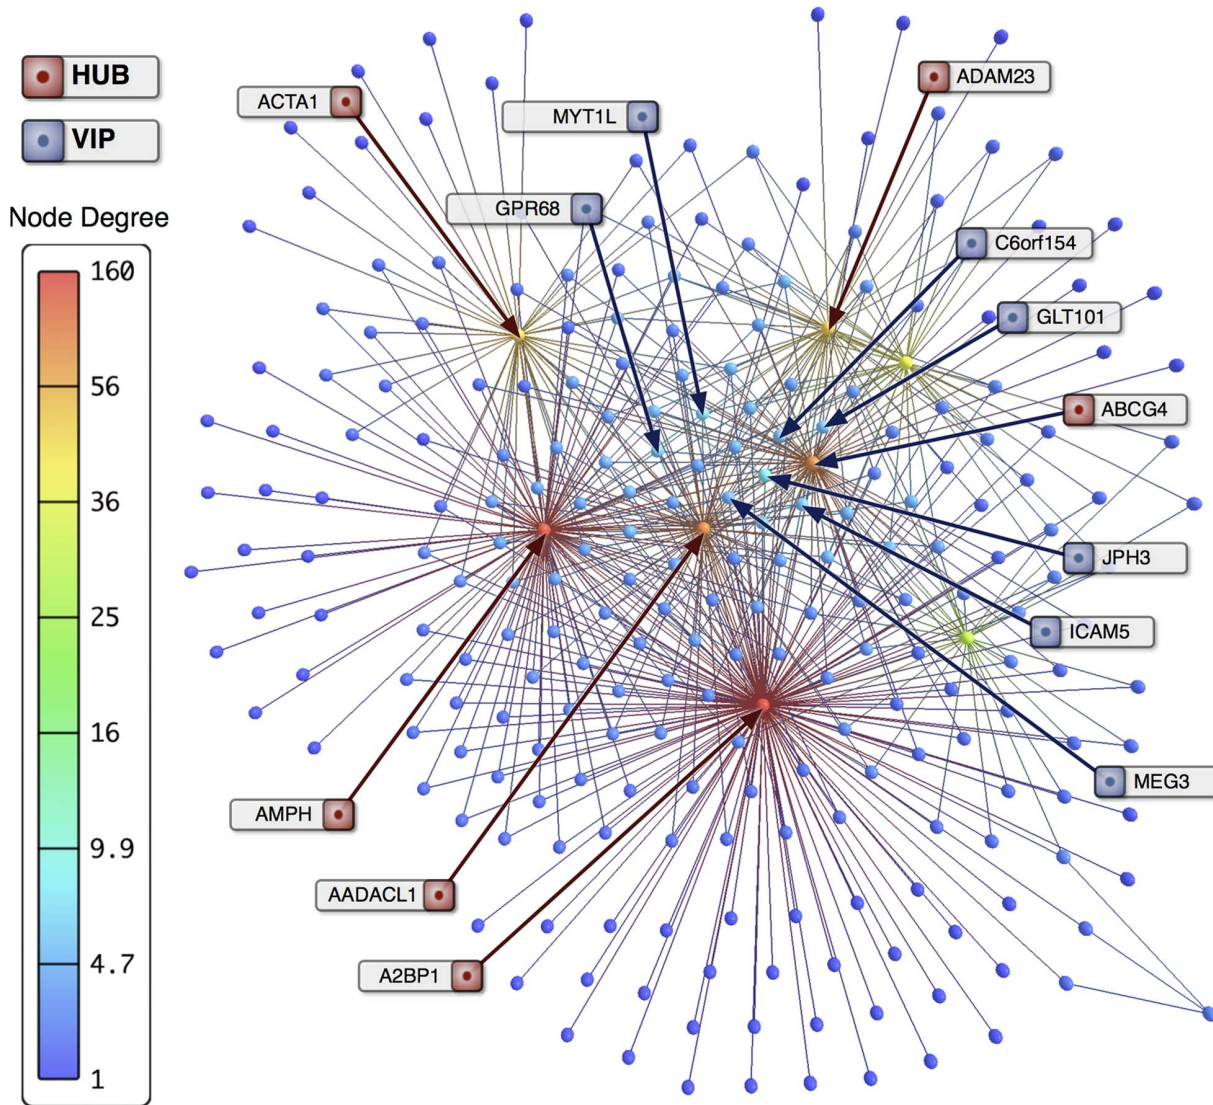 HUB
VIP
Node Degree
160
56
36
25
16
9.9
4.7
1
ACTA1
MYT1L
GPR68
ADAM23
C6orf154
GLT101
ABCG4
JPH3
ICAM5
MEG3
AMPH
AADACL1
A2BP1